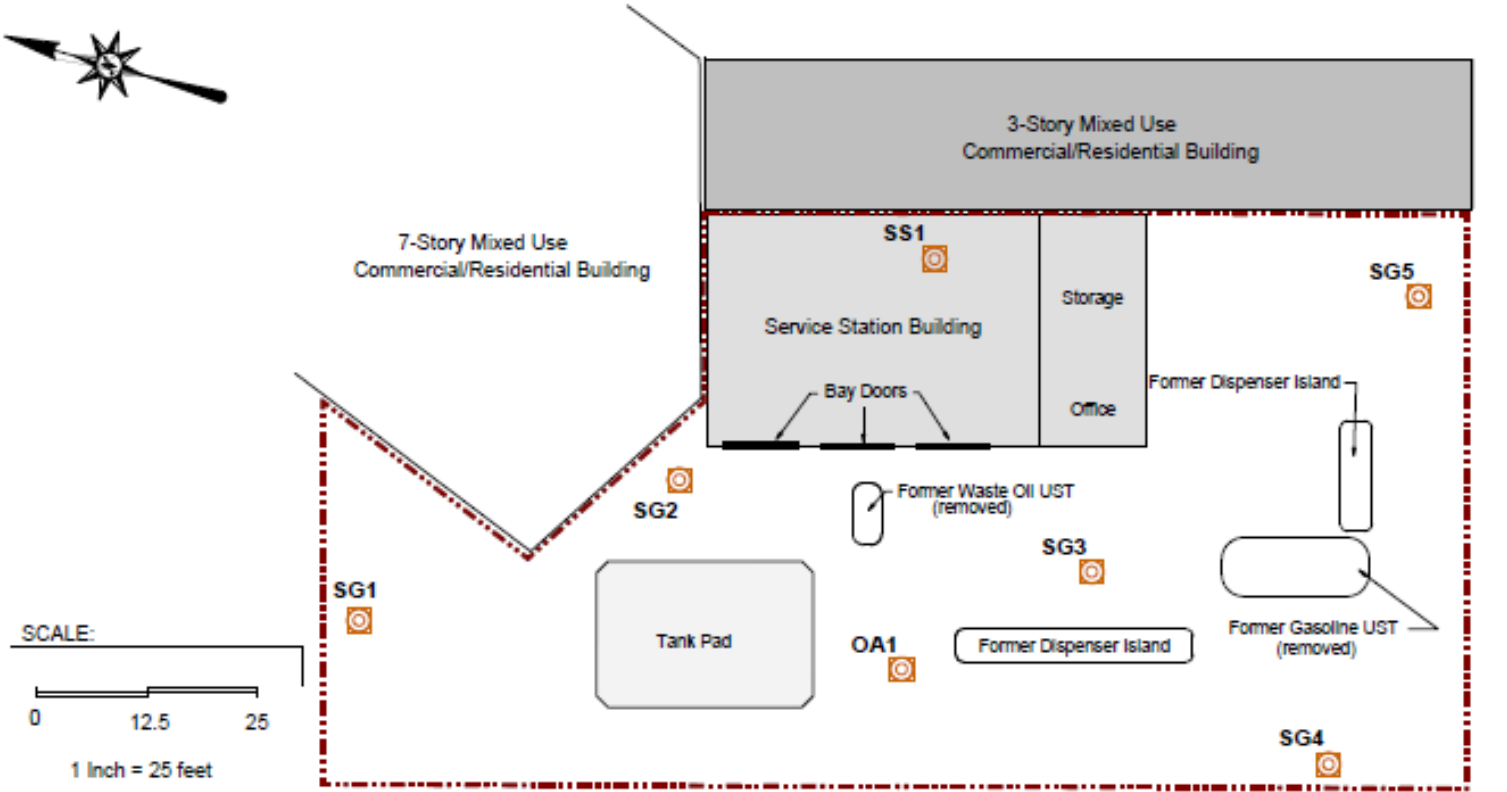 3-Story Mixed Use
Commercial/Residential Building
7-Story Mixed Use
Commercial/Residential Building
SS1
SG5
Storage
Service Station Building
Former Dispenser Island
Bay Doors
Office
Former Waste Oil UST
(removed)
SG2
SG3
SG1
Former Gasoline UST
(removed)
SCALE:
Tank Pad
OA1
Former Dispenser Island
0
12.5
25
SG4
1 Inch = 25 feet